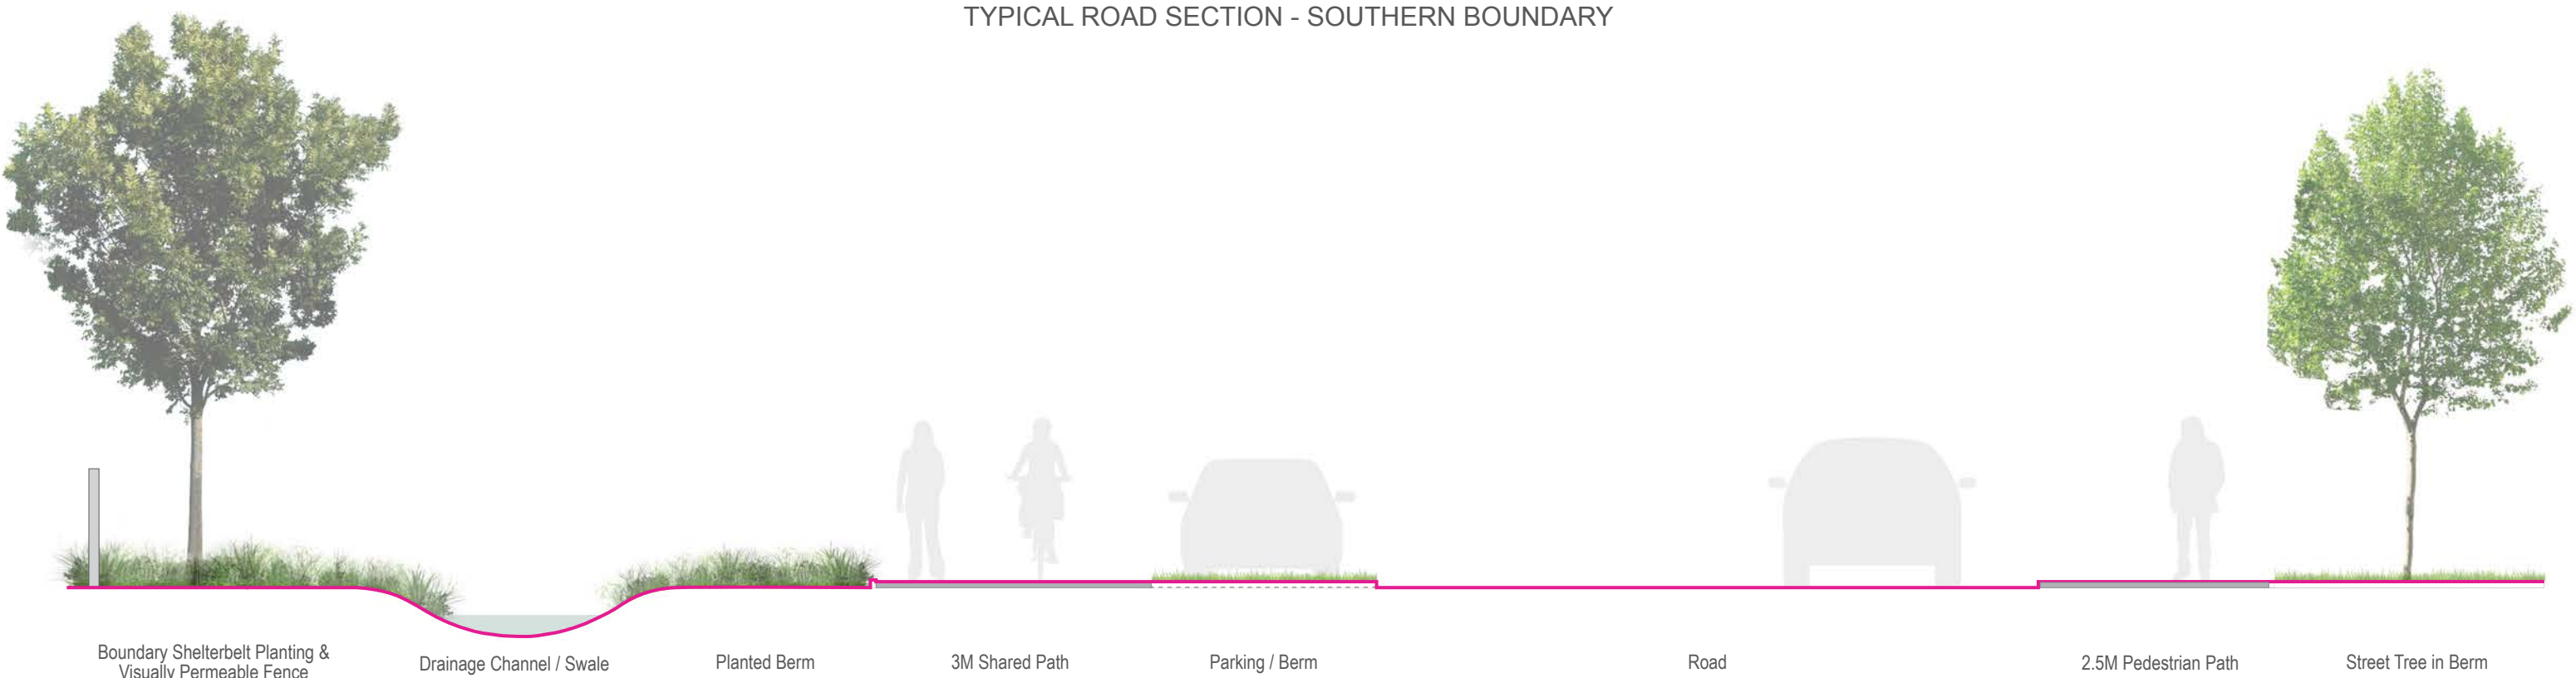 TYPICAL ROAD SECTION - SOUTHERN BOUNDARY
Boundary Shelterbelt Planting &
Visually Permeable Fence
Drainage Channel / Swale
Planted Berm
3M Shared Path
Parking / Berm
Road
2.5M Pedestrian Path
Street Tree in Berm